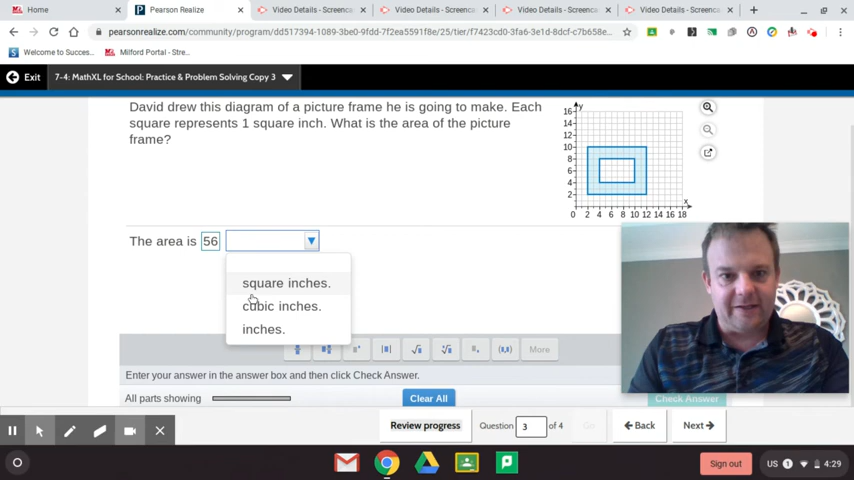 Home
Pearson Realize
Video Details - Screenca
Video Details - Screenca
Video Details - Screenca
Video Details - Screenca
pearsonrealize.com/community/program/dd517394-1089-3be0-9fdd-7f2ea5591f8e/25/tier/f7423cd0-3fa6-3e1d-8dcf-c7b658e...
Welcome to Succes...
Milford Portal - Stre...
Exit
7-4: MathXL for School: Practice & Problem Solving Copy 3
David drew this diagram of a picture frame he is going to make. Each
square represents 1 square inch. What is the area of the picture
frame?
y
16
14
12
10
8
6
4
2
x
0 2 4 6 8 10 12 14 16 18
The area is 56
square inches.
cubic inches.
inches.
More
Enter your answer in the answer box and then click Check Answer.
All parts showing
Clear All
Check Answer
Review progress
Question 3 of 4
Go
Back
Next
Sign out
US 1 4:29